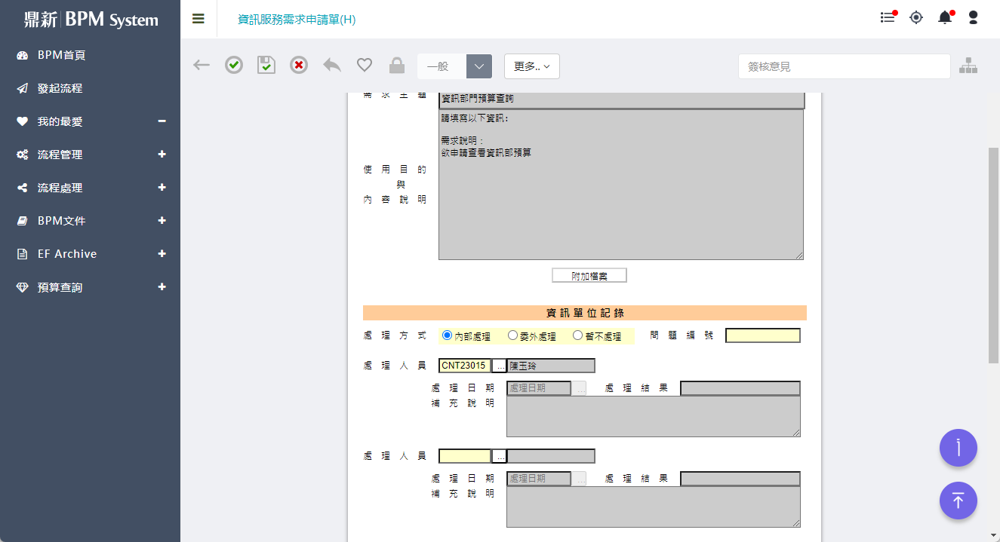 鼎新 BPM System
資訊服務需求申請單(H)
BPM首頁
發起流程
我的最愛
流程管理
流程處理
BPM文件
EF Archive
預算查詢
一般
更多..
簽核意見
需求主題 資訊部門預算查詢
請填寫以下資訊:
需求說明：
欲申請查看資訊部預算
使用目的
與
內容說明
附加檔案
資訊單位記錄
處理方式 內部處理 委外處理 暫不處理 問題編號
處理人員 CNT23015 ... 陳玉玲
處理日期 處理日期 ... 處理結果
補充說明
處理人員 ...
處理日期 處理日期 ... 處理結果
補充說明